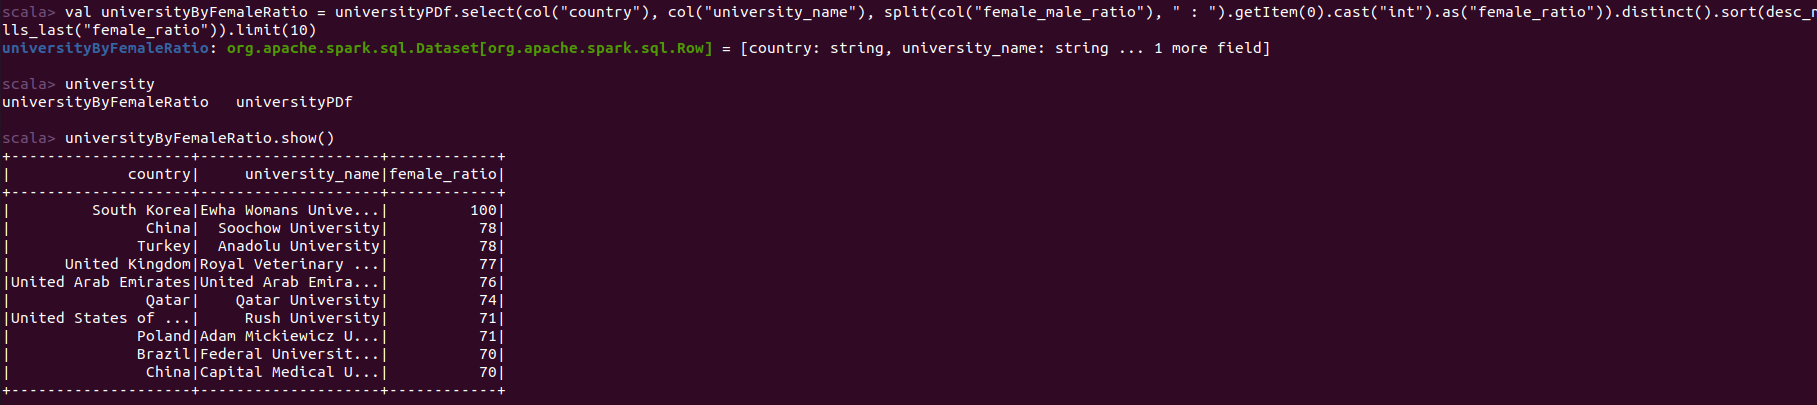 scala> val universityByFemaleRatio = universityPDf.select(col("country"), col("university_name"), split(col("female_male_ratio"), " : ").getItem(0).cast("int").as("female_ratio")).distinct().sort(desc_nu
lls_last("female_ratio")).limit(10)
universityByFemaleRatio: org.apache.spark.sql.Dataset[org.apache.spark.sql.Row] = [country: string, university_name: string ... 1 more field]
scala> university
universityByFemaleRatio   universityPDf
scala> universityByFemaleRatio.show()
+--------------------+--------------------+------------+
|             country|     university_name|female_ratio|
+--------------------+--------------------+------------+
|         South Korea|Ewha Womans Unive...|         100|
|               China|  Soochow University|          78|
|              Turkey|  Anadolu University|          78|
|      United Kingdom|Royal Veterinary ...|          77|
|United Arab Emirates|United Arab Emira...|          76|
|               Qatar|    Qatar University|          74|
|United States of ...|     Rush University|          71|
|              Poland|Adam Mickiewicz U...|          71|
|              Brazil|Federal Universit...|          70|
|               China|Capital Medical U...|          70|
+--------------------+--------------------+------------+